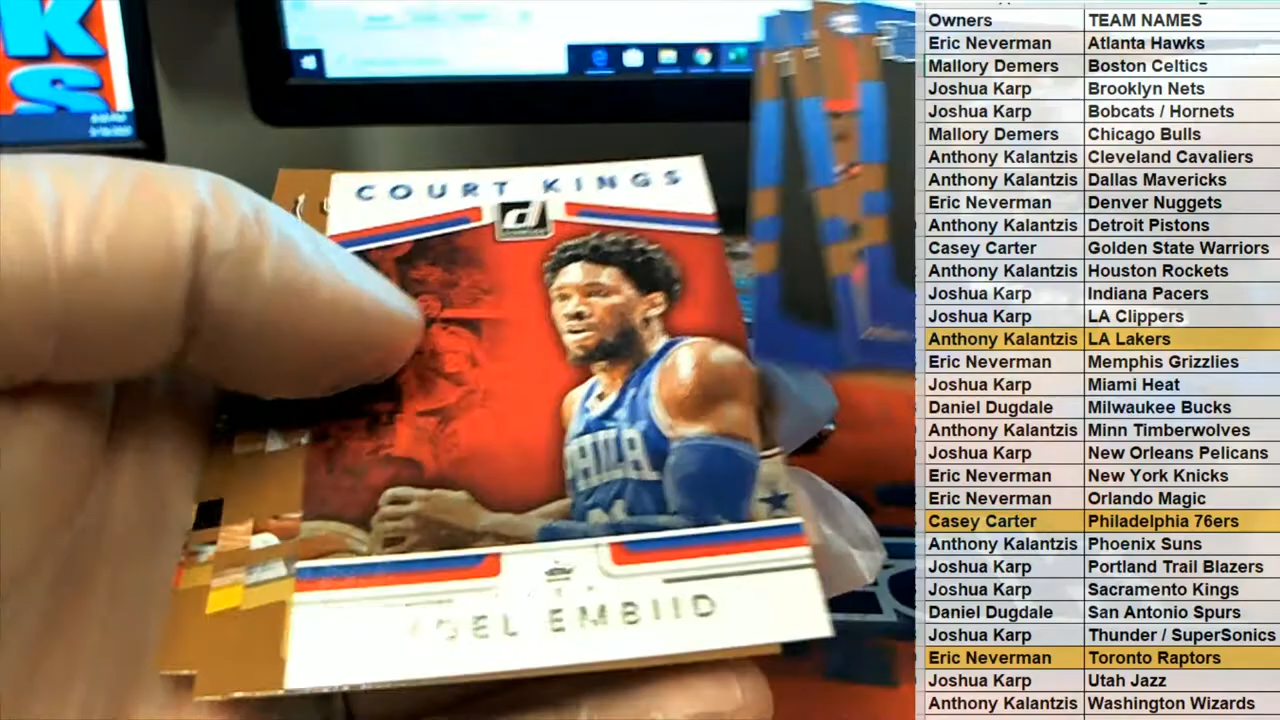 KS
COURT KINGS
d
PHILA
JOEL EMBIID
Owners TEAM NAMES
Eric Neverman Atlanta Hawks
Mallory Demers Boston Celtics
Joshua Karp Brooklyn Nets
Joshua Karp Bobcats / Hornets
Mallory Demers Chicago Bulls
Anthony Kalantzis Cleveland Cavaliers
Anthony Kalantzis Dallas Mavericks
Eric Neverman Denver Nuggets
Anthony Kalantzis Detroit Pistons
Casey Carter Golden State Warriors
Anthony Kalantzis Houston Rockets
Joshua Karp Indiana Pacers
Joshua Karp LA Clippers
Anthony Kalantzis LA Lakers
Eric Neverman Memphis Grizzlies
Joshua Karp Miami Heat
Daniel Dugdale Milwaukee Bucks
Anthony Kalantzis Minn Timberwolves
Joshua Karp New Orleans Pelicans
Eric Neverman New York Knicks
Eric Neverman Orlando Magic
Casey Carter Philadelphia 76ers
Anthony Kalantzis Phoenix Suns
Joshua Karp Portland Trail Blazers
Joshua Karp Sacramento Kings
Daniel Dugdale San Antonio Spurs
Joshua Karp Thunder / SuperSonics
Eric Neverman Toronto Raptors
Joshua Karp Utah Jazz
Anthony Kalantzis Washington Wizards